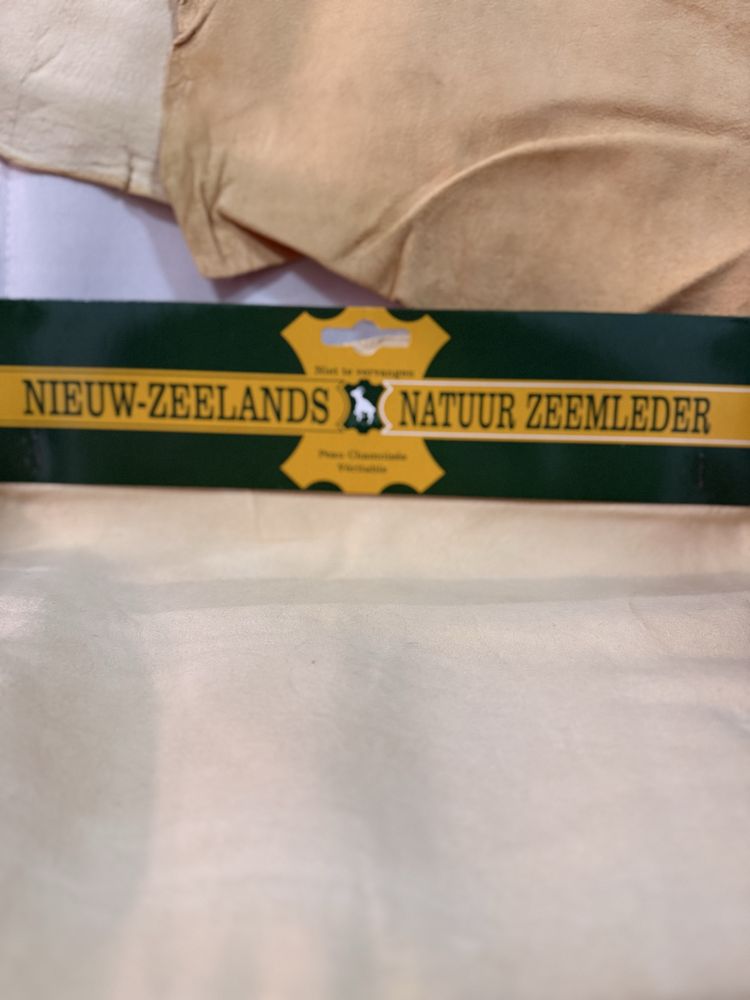 Niet te vervangen
NIEUW-ZEELANDS NATUUR ZEEMLEDER
Peau Chamoisée
Véritable